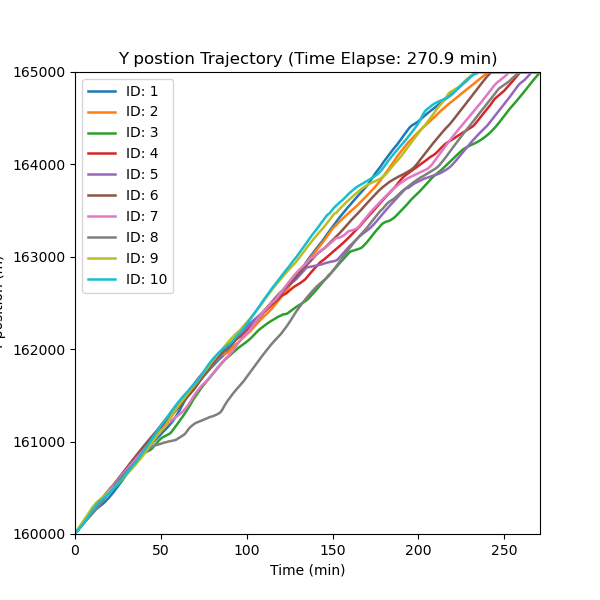 Y postion Trajectory (Time Elapse: 270.9 min)
165000
164000
163000
162000
161000
160000
ID: 1
ID: 2
ID: 3
ID: 4
ID: 5
ID: 6
ID: 7
ID: 8
ID: 9
ID: 10
0 50 100 150 200 250
Time (min)